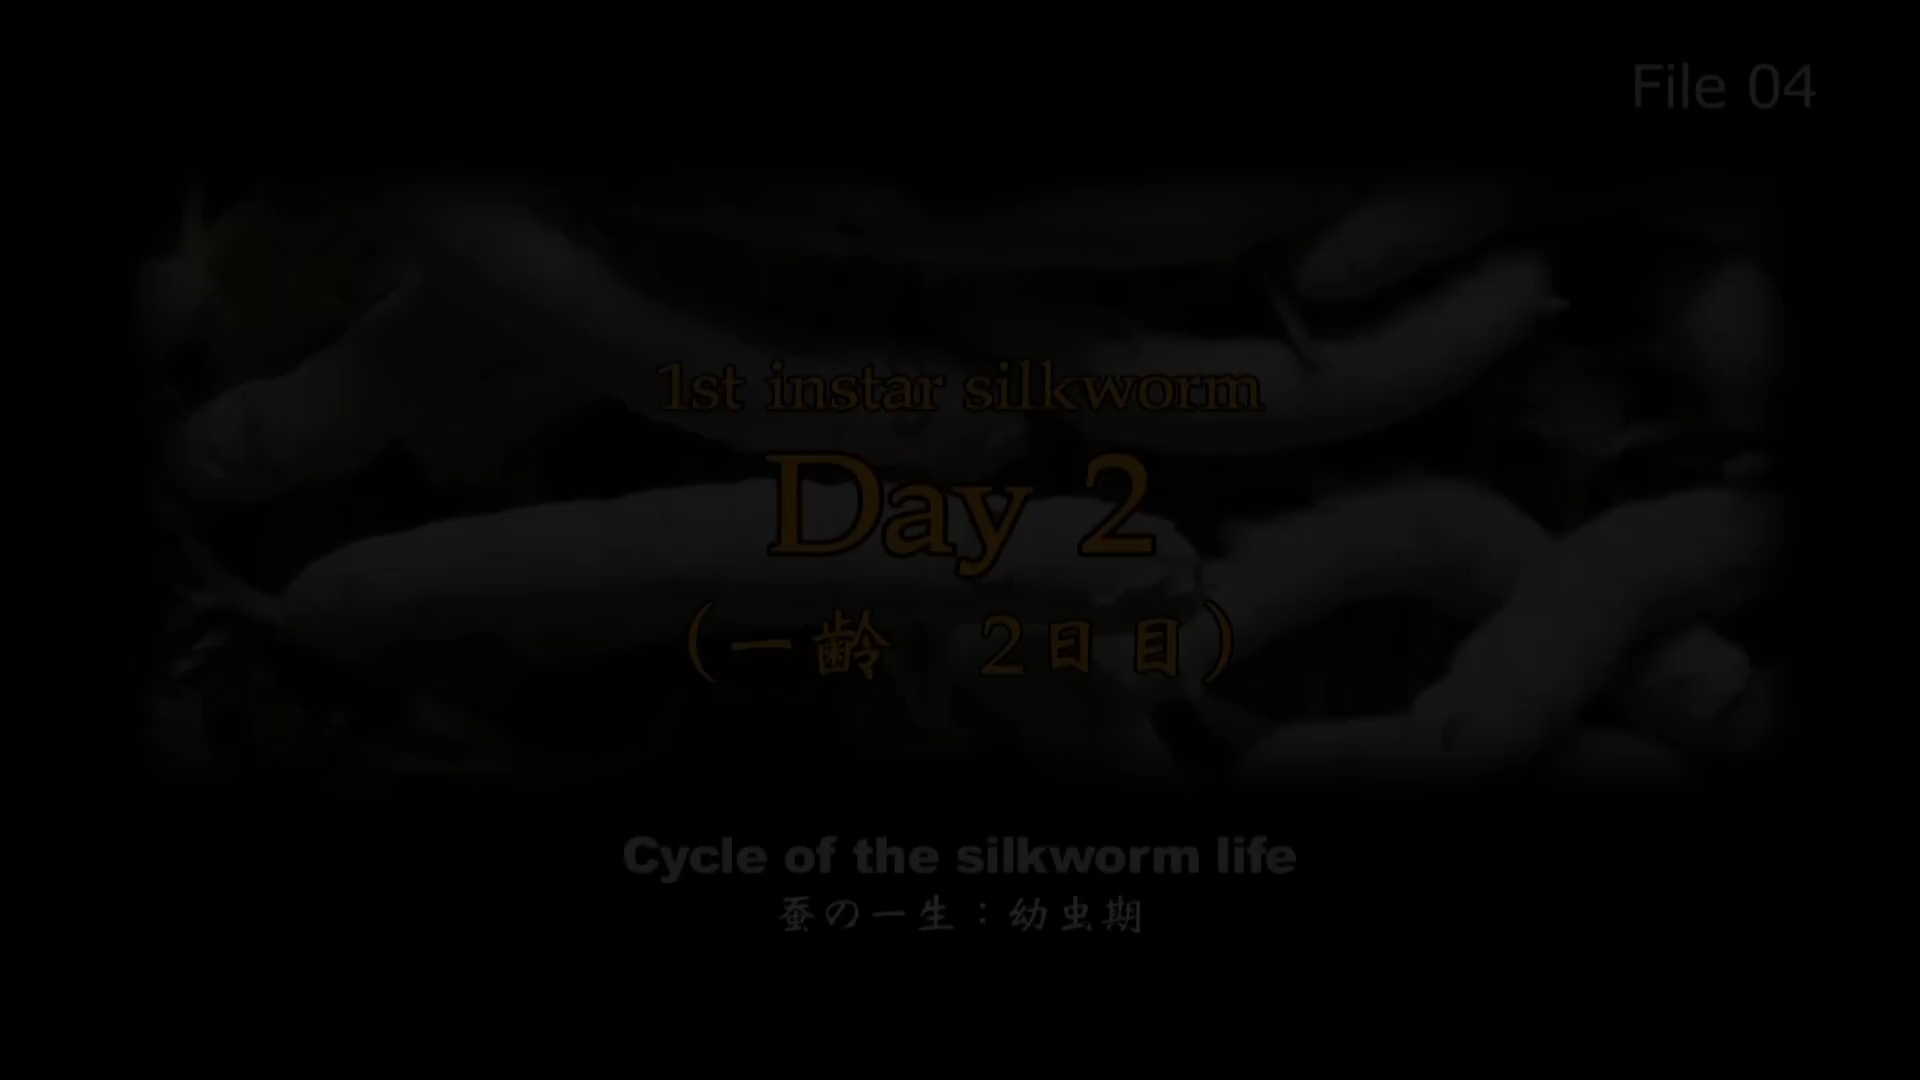 File 04
1st instar silkworm
Day 2
(一齢　2日目)
Cycle of the silkworm life
蚕の一生：幼虫期